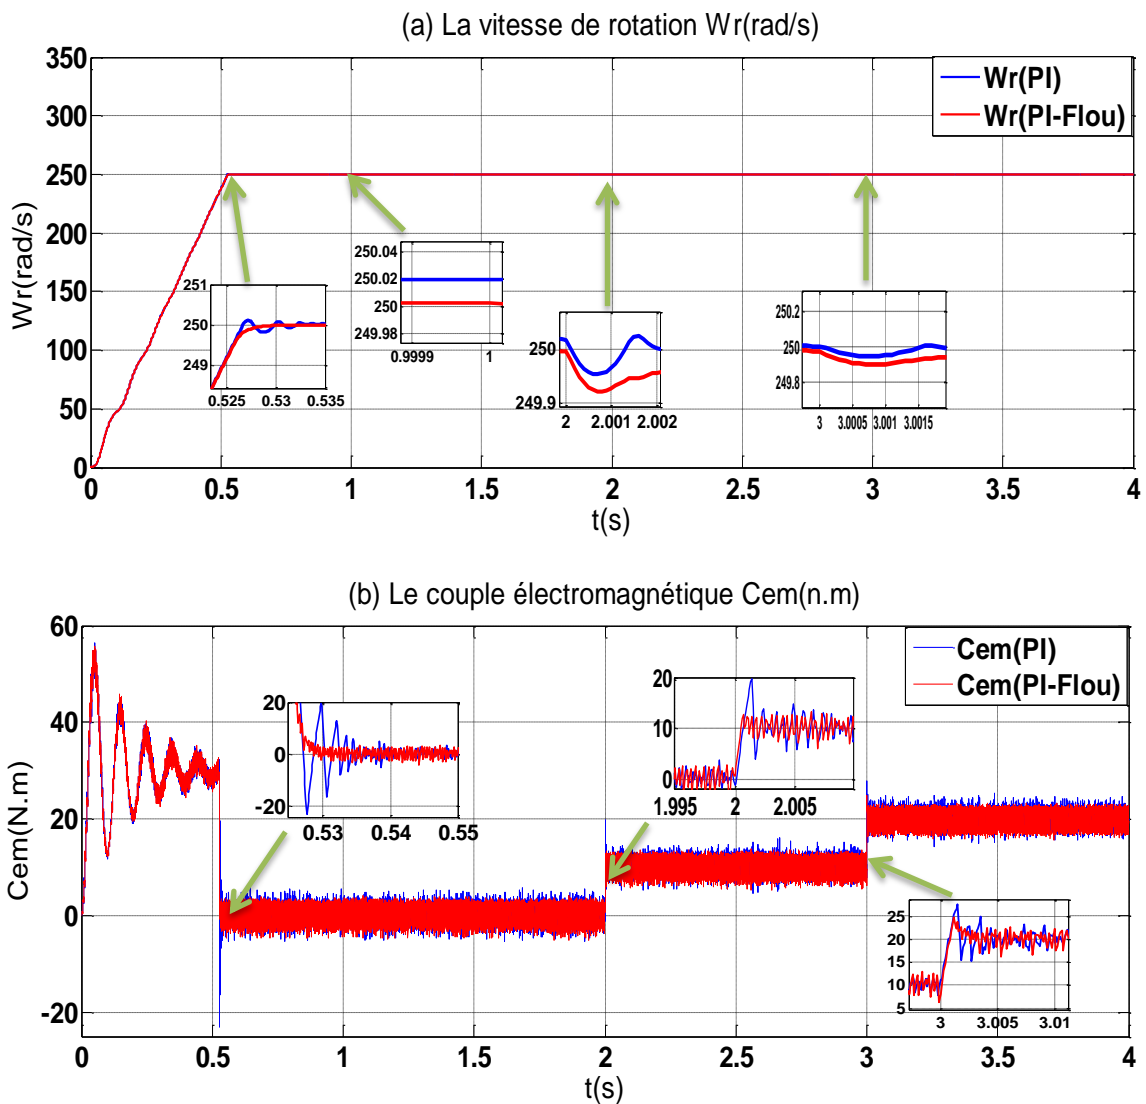 (a) La vitesse de rotation Wr(rad/s)
350
300
250
200
150
100
50
0
Wr(rad/s)
Wr(PI)
Wr(PI-Flou)
251
250
249
0.525 0.53 0.535
250.04
250.02
250
249.98
0.9999 1
250
249.9
2 2.001 2.002
250.2
250
249.8
3 3.0005 3.001 3.0015
0 0.5 1 1.5 2 2.5 3 3.5 4
t(s)
(b) Le couple électromagnétique Cem(n.m)
60
40
20
0
-20
Cem(N.m)
Cem(PI)
Cem(PI-Flou)
20
0
-20
0.53 0.54 0.55
20
10
0
1.995 2 2.005
25
20
15
10
5
3 3.005 3.01
0 0.5 1 1.5 2 2.5 3 3.5 4
t(s)